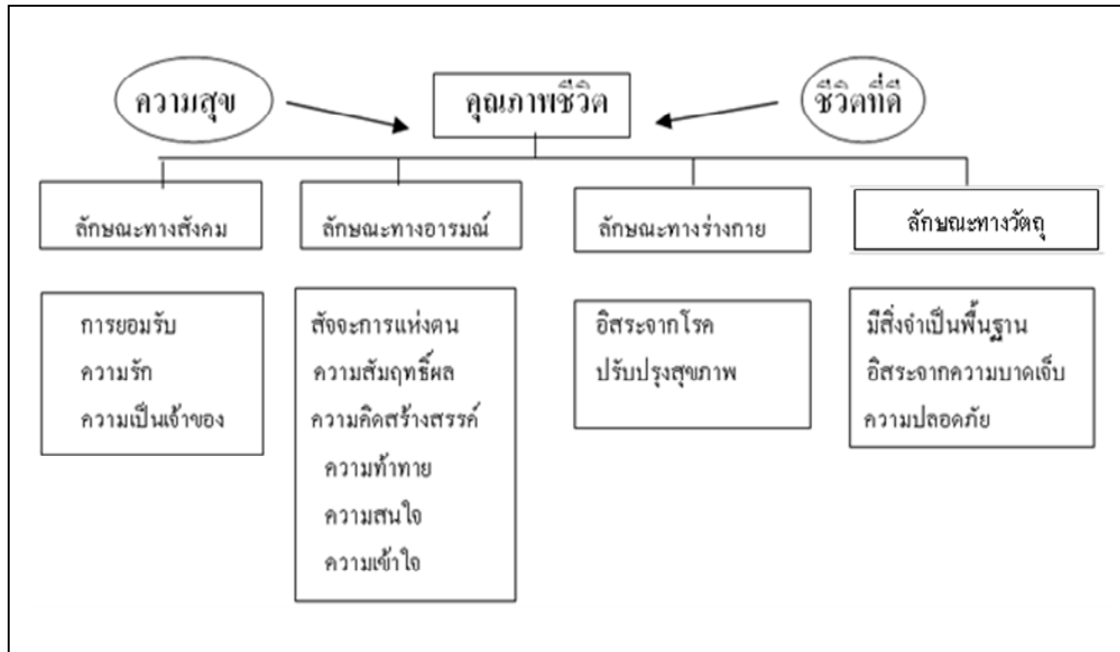 ความสุข
คุณภาพชีวิต
ชีวิตที่ดี
ลักษณะทางสังคม
ลักษณะทางอารมณ์
ลักษณะทางร่างกาย
ลักษณะทางวัตถุ
การยอมรับ
ความรัก
ความเป็นเจ้าของ
สัจจะการแห่งตน
ความสัมฤทธิ์ผล
ความคิดสร้างสรรค์
ความท้าทาย
ความสนใจ
ความเข้าใจ
อิสระจากโรค
ปรับปรุงสุขภาพ
มีสิ่งจำเป็นพื้นฐาน
อิสระจากความบาดเจ็บ
ความปลอดภัย